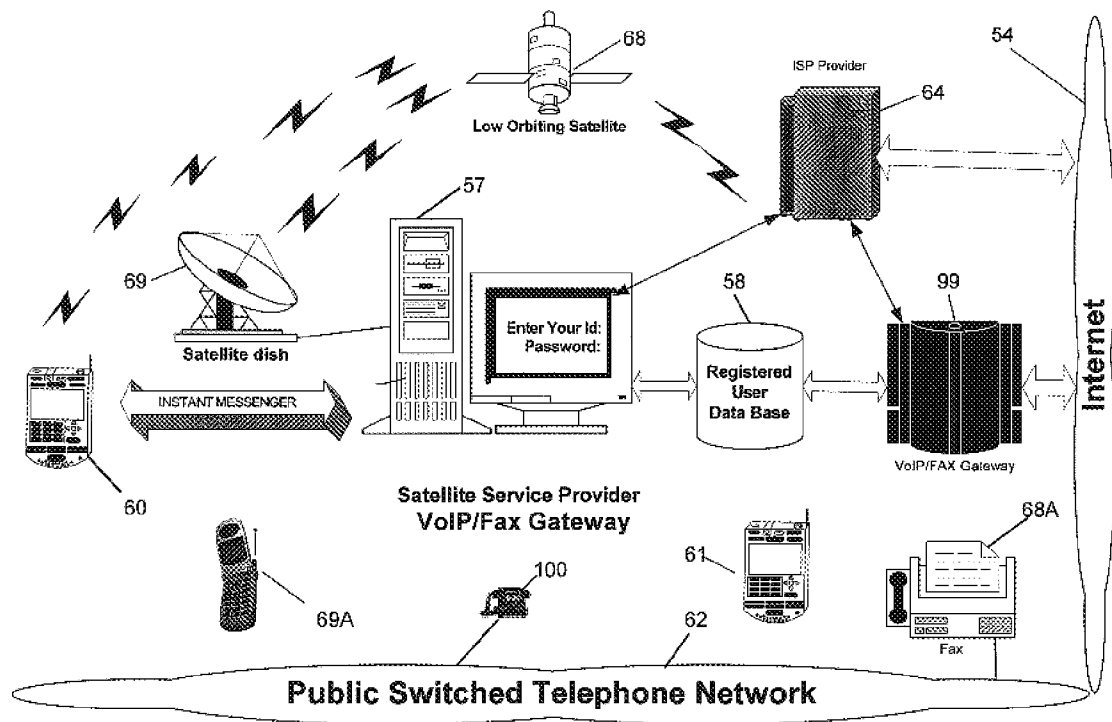 68
54
ISP Provider
64
Low Orbiting Satellite
57
69
58
99
Enter Your Id:
Password:
Satellite dish
Registered
User
Data Base
Internet
INSTANT MESSENGER
VoIP/FAX Gateway
60
Satellite Service Provider
VoIP/Fax Gateway
68A
61
100
69A
62
Fax
Public Switched Telephone Network